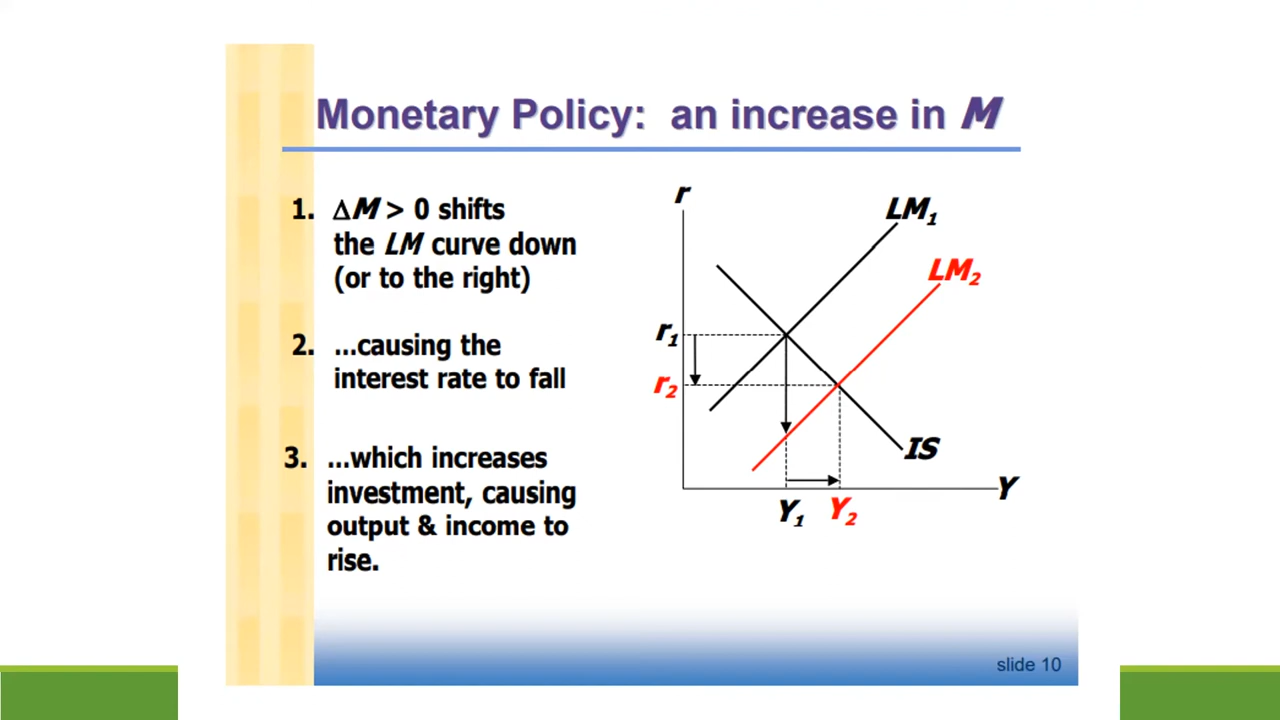 Monetary Policy: an increase in M
1. ΔM > 0 shifts
the LM curve down
(or to the right)
2. ...causing the
interest rate to fall
3. ...which increases
investment, causing
output & income to
rise.
r
LM1
LM2
r1
r2
IS
Y
Y1 Y2
slide 10